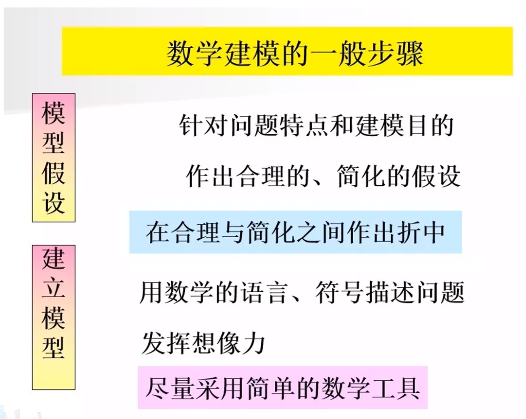 数学建模的一般步骤
模型假设
针对问题特点和建模目的
作出合理的、简化的假设
在合理与简化之间作出折中
建立模型
用数学的语言、符号描述问题
发挥想像力
尽量采用简单的数学工具